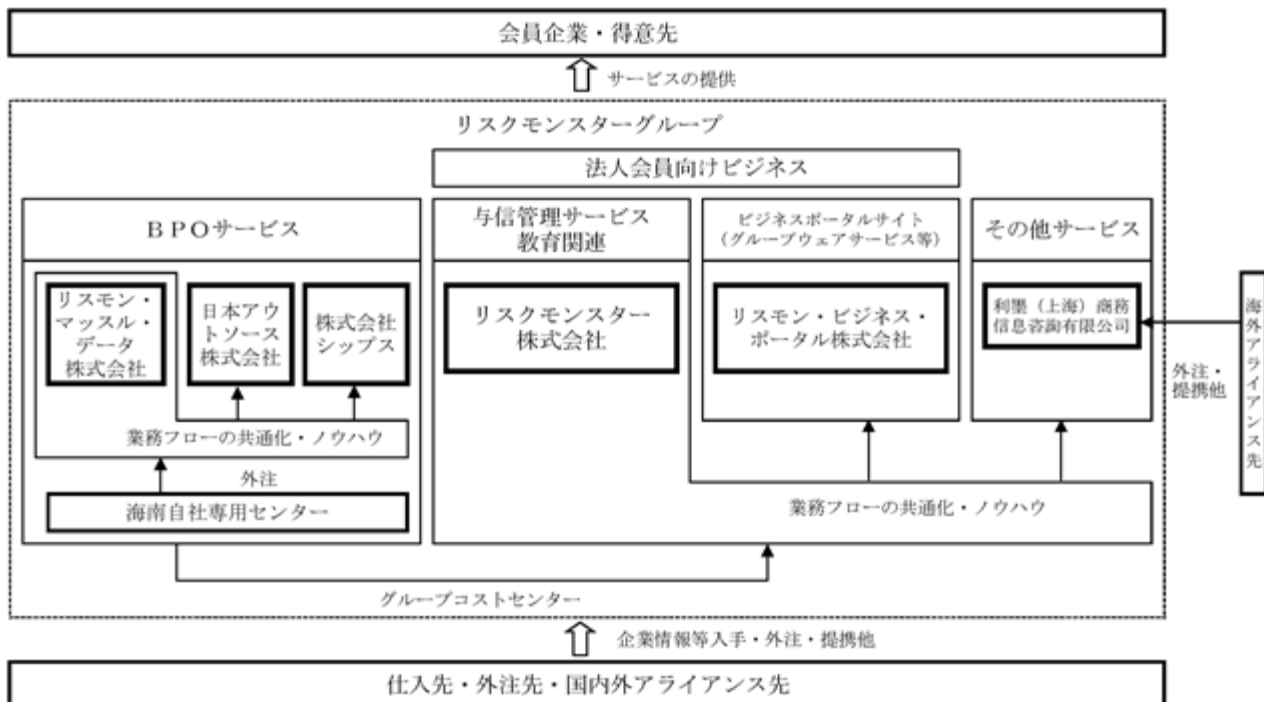 会員企業・得意先
サービスの提供
リスクモンスターグループ
法人会員向けビジネス
BPOサービス
与信管理サービス
教育関連
ビジネスポータルサイト
(グループウェアサービス等)
その他サービス
リスモン・
マッスル・
データ
株式会社
日本アウ
トソース
株式会社
株式会社
シップス
リスクモンスター
株式会社
リスモン・ビジネス・
ポータル株式会社
利墨（上海）商務
信息咨詢有限公司
海外アライアンス先
外注・
提携他
業務フローの共通化・ノウハウ
外注
海南自社専用センター
業務フローの共通化・ノウハウ
グループコストセンター
企業情報等入手・外注・提携他
仕入先・外注先・国内外アライアンス先